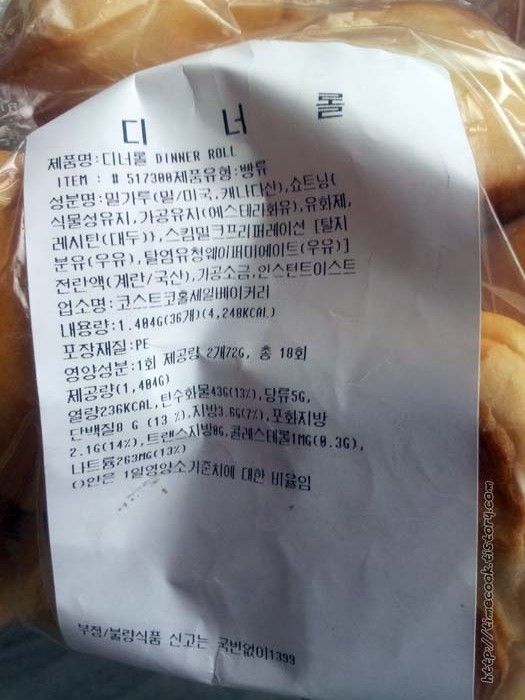 디 너 롤
제품명:디너롤 DINNER ROLL
ITEM : # 517300제품유형:빵류
성분명:밀가루(밀/미국,캐나다산),쇼트닝(
식물성유지,가공유지(에스테라화유),유화제,
레시틴(대두)),스킴밀크프리퍼레이션 [탈지
분유(우유),탈염유청웨이퍼미에이트(우유)]
전란액(계란/국산),가공소금,인스턴트이스트
업소명:코스트코홀세일베이커리
내용량:1.404G(36개)(4,248KCAL)
포장재질:PE
영양성분:1회 제공량 2개72G, 총 18회
제공량(1,404G)
열량236KCAL,탄수화물43G(13%),당류5G,
단백질8 G (13 %),지방3.6G(7%),포화지방
2.1G(14%),트랜스지방0G,콜레스테롤1MG(0.3G),
나트륨263MG(13%)
()안은 1일영양소기준치에 대한 비율임
부정/불량식품 신고는 국번없이1399
http://timecook.tistory.com